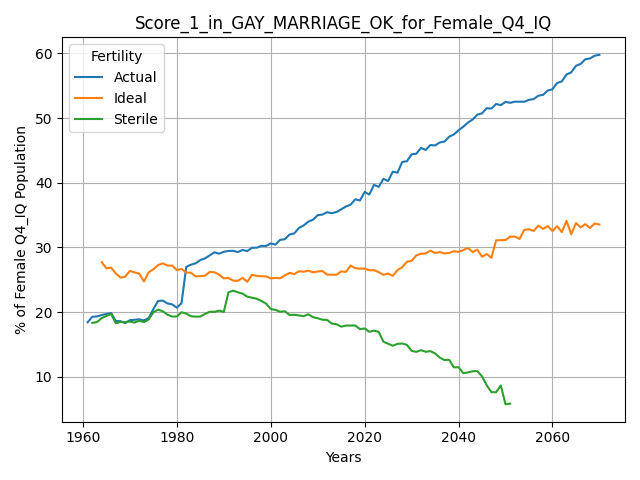 Score_1_in_GAY_MARRIAGE_OK_for_Female_Q4_IQ
% of Female Q4_IQ Population
60
50
40
30
20
10
Fertility
Actual
Ideal
Sterile
1960 1980 2000 2020 2040 2060
Years